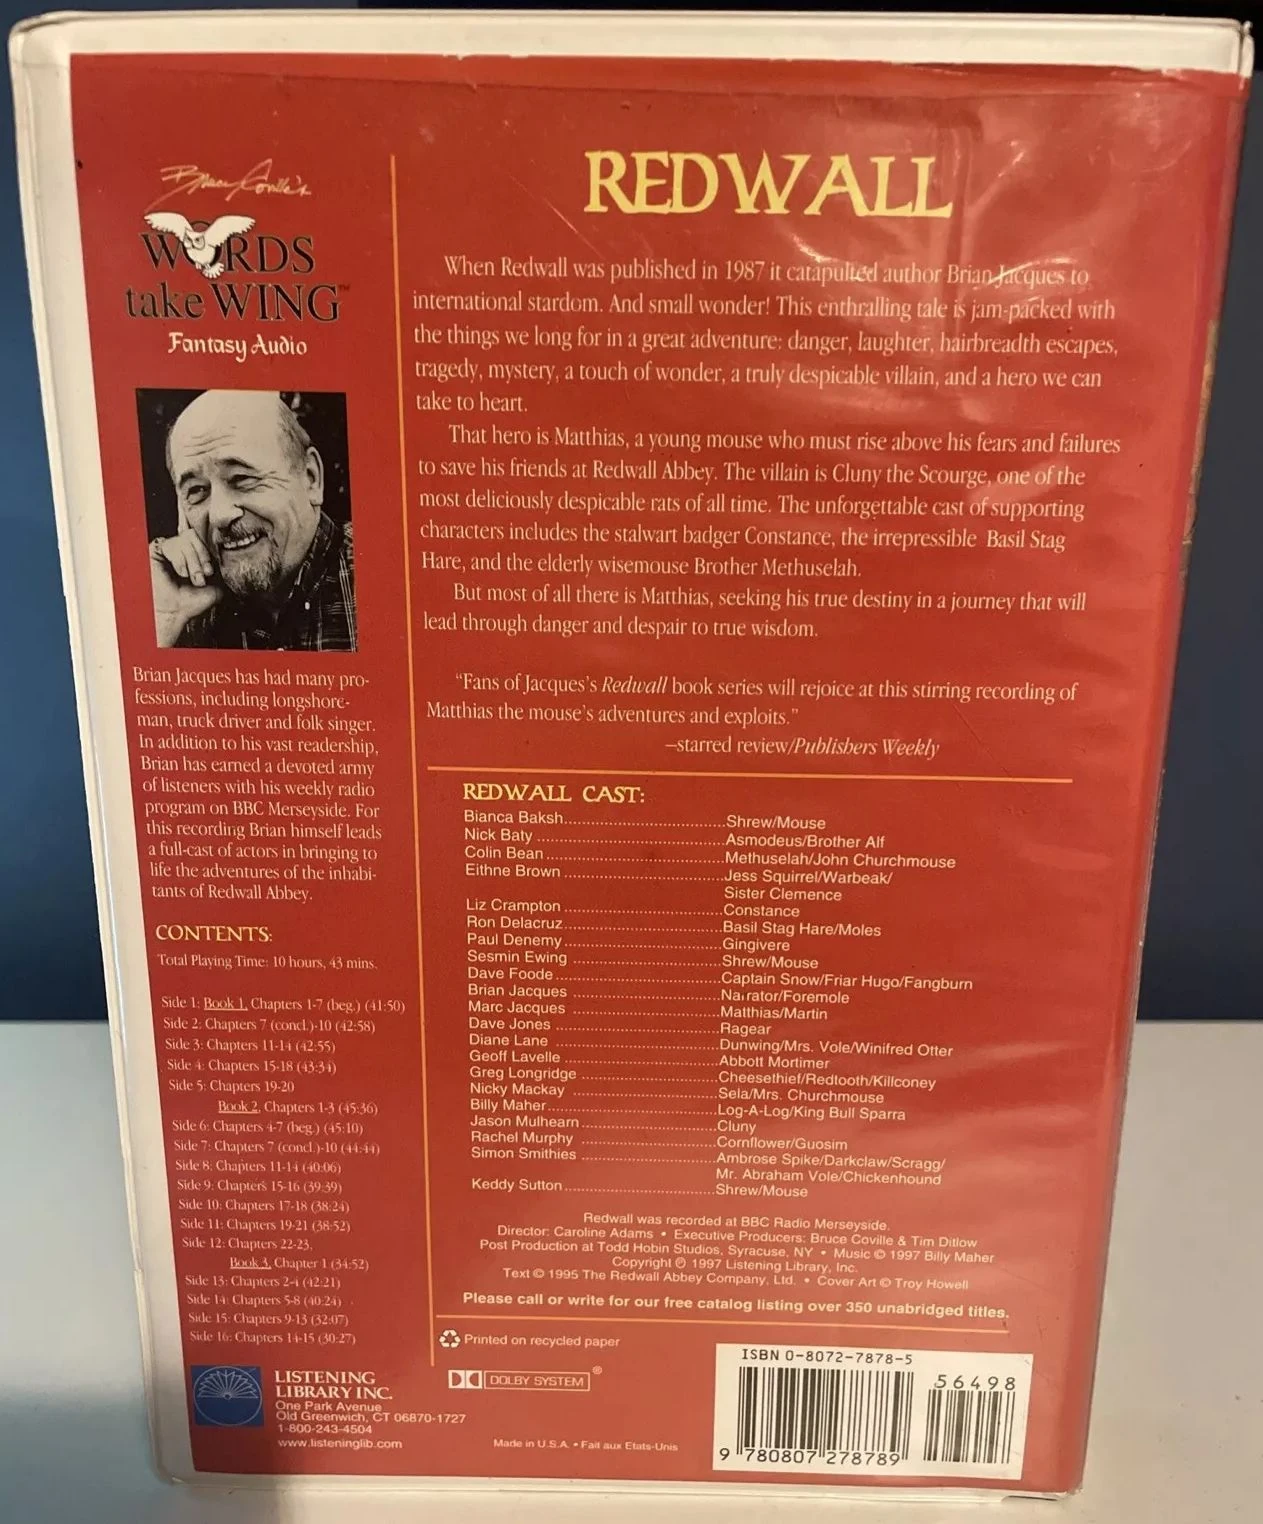 Bruce Coville's
WORDS
take WING™
Fantasy Audio
Brian Jacques has had many pro-
fessions, including longshore-
man, truck driver and folk singer.
In addition to his vast readership,
Brian has earned a devoted army
of listeners with his weekly radio
program on BBC Merseyside. For
this recording Brian himself leads
a full-cast of actors in bringing to
life the adventures of the inhabi-
tants of Redwall Abbey.
CONTENTS:
Total Playing Time: 10 hours, 43 mins.
Side 1: Book 1, Chapters 1-7 (beg.) (41:50)
Side 2: Chapters 7 (concl.)-10 (42:58)
Side 3: Chapters 11-14 (42:55)
Side 4: Chapters 15-18 (43:34)
Side 5: Chapters 19-20
Book 2, Chapters 1-3 (45:36)
Side 6: Chapters 4-7 (beg.) (45:10)
Side 7: Chapters 7 (concl.)-10 (44:44)
Side 8: Chapters 11-14 (40:06)
Side 9: Chapters 15-16 (39:39)
Side 10: Chapters 17-18 (38:24)
Side 11: Chapters 19-21 (38:52)
Side 12: Chapters 22-23,
Book 3, Chapter 1 (34:52)
Side 13: Chapters 2-4 (42:21)
Side 14: Chapters 5-8 (40:24)
Side 15: Chapters 9-13 (32:07)
Side 16: Chapters 14-15 (30:27)
LISTENING
LIBRARY INC.
One Park Avenue
Old Greenwich, CT 06870-1727
1-800-243-4504
www.listeninglib.com
REDWALL
When Redwall was published in 1987 it catapulted author Brian Jacques to
international stardom. And small wonder! This enthralling tale is jam-packed with
the things we long for in a great adventure: danger, laughter, hairbreadth escapes,
tragedy, mystery, a touch of wonder, a truly despicable villain, and a hero we can
take to heart.
That hero is Matthias, a young mouse who must rise above his fears and failures
to save his friends at Redwall Abbey. The villain is Cluny the Scourge, one of the
most deliciously despicable rats of all time. The unforgettable cast of supporting
characters includes the stalwart badger Constance, the irrepressible Basil Stag
Hare, and the elderly wisemouse Brother Methuselah.
But most of all there is Matthias, seeking his true destiny in a journey that will
lead through danger and despair to true wisdom.
"Fans of Jacques's Redwall book series will rejoice at this stirring recording of
Matthias the mouse's adventures and exploits."
–starred review/Publishers Weekly
REDWALL CAST:
Bianca Baksh..............................Shrew/Mouse
Nick Baty..............................Asmodeus/Brother Alf
Colin Bean..............................Methuselah/John Churchmouse
Eithne Brown..............................Jess Squirrel/Warbeak/
Sister Clemence
Liz Crampton..............................Constance
Ron Delacruz..............................Basil Stag Hare/Moles
Paul Denemy..............................Gingivere
Sesmin Ewing..............................Shrew/Mouse
Dave Foode..............................Captain Snow/Friar Hugo/Fangburn
Brian Jacques..............................Narrator/Foremole
Marc Jacques..............................Matthias/Martin
Dave Jones..............................Ragear
Diane Lane..............................Dunwing/Mrs. Vole/Winifred Otter
Geoff Lavelle..............................Abbott Mortimer
Greg Longridge..............................Cheesethief/Redtooth/Killconey
Nicky Mackay..............................Sela/Mrs. Churchmouse
Billy Maher..............................Log-A-Log/King Bull Sparra
Jason Mulhearn..............................Cluny
Rachel Murphy..............................Cornflower/Guosim
Simon Smithies..............................Ambrose Spike/Darkclaw/Scragg/
Mr. Abraham Vole/Chickenhound
Keddy Sutton..............................Shrew/Mouse
Redwall was recorded at BBC Radio Merseyside.
Director: Caroline Adams • Executive Producers: Bruce Coville & Tim Ditlow
Post Production at Todd Hobin Studios, Syracuse, NY • Music © 1997 Billy Maher
Copyright ℗ 1997 Listening Library, Inc.
Text © 1995 The Redwall Abbey Company, Ltd. • Cover Art © Troy Howell
Please call or write for our free catalog listing over 350 unabridged titles.
Printed on recycled paper
DOLBY SYSTEM ®
Made in U.S.A. • Fait aux Etats-Unis
ISBN 0-8072-7878-5
56498
9 780807 278789